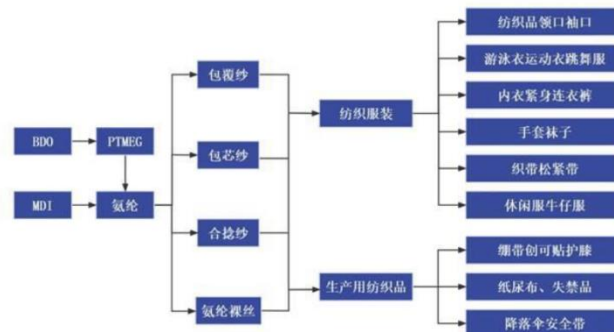 BDO
PTMEG
MDI
氨纶
包覆纱
包芯纱
合捻纱
氨纶裸丝
纺织服装
生产用纺织品
纺织品领口袖口
游泳衣运动衣跳舞服
内衣紧身连衣裤
手套袜子
织带松紧带
休闲服牛仔服
绷带创可贴护膝
纸尿布、失禁品
降落伞安全带